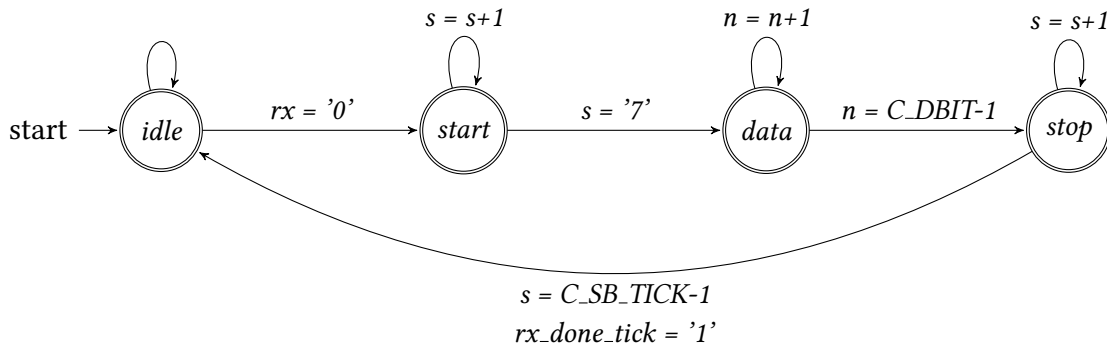 s = s+1
n = n+1
s = s+1
start
idle
rx = '0'
start
s = '7'
data
n = C_DBIT-1
stop
s = C_SB_TICK-1
rx_done_tick = '1'